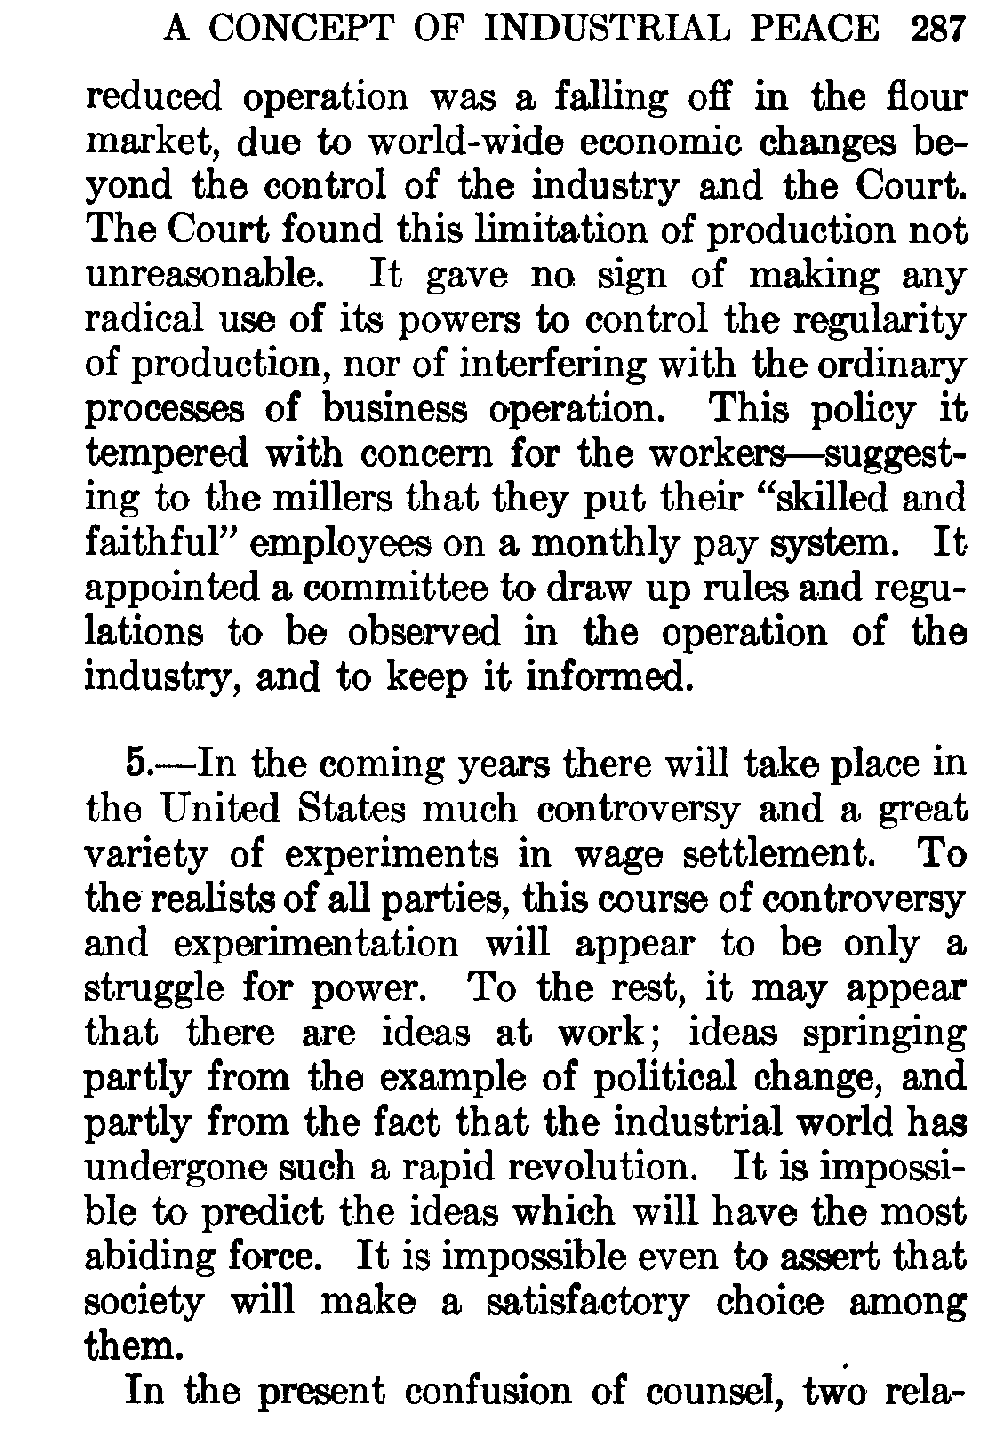 A CONCEPT OF INDUSTRIAL PEACE 287
reduced operation was a falling off in the flour
market, due to world-wide economic changes be-
yond the control of the industry and the Court.
The Court found this limitation of production not
unreasonable. It gave no sign of making any
radical use of its powers to control the regularity
of production, nor of interfering with the ordinary
processes of business operation. This policy it
tempered with concern for the workers—suggest-
ing to the millers that they put their “skilled and
faithful” employees on a monthly pay system. It
appointed a committee to draw up rules and regu-
lations to be observed in the operation of the
industry, and to keep it informed.
5.—In the coming years there will take place in
the United States much controversy and a great
variety of experiments in wage settlement. To
the realists of all parties, this course of controversy
and experimentation will appear to be only a
struggle for power. To the rest, it may appear
that there are ideas at work; ideas springing
partly from the example of political change, and
partly from the fact that the industrial world has
undergone such a rapid revolution. It is impossi-
ble to predict the ideas which will have the most
abiding force. It is impossible even to assert that
society will make a satisfactory choice among
them.
In the present confusion of counsel, two rela-